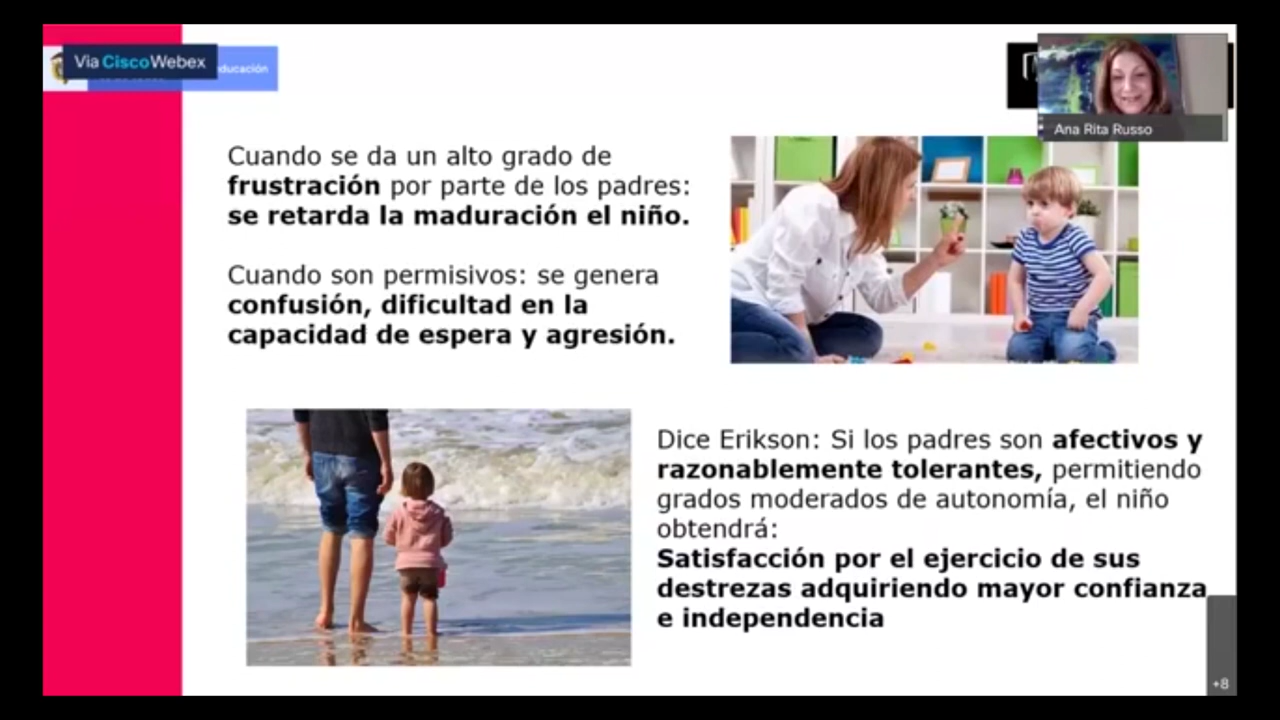 Via CiscoWebex
educación
Ana Rita Russo
Cuando se da un alto grado de
frustración por parte de los padres:
se retarda la maduración el niño.
Cuando son permisivos: se genera
confusión, dificultad en la
capacidad de espera y agresión.
Dice Erikson: Si los padres son afectivos y
razonablemente tolerantes, permitiendo
grados moderados de autonomía, el niño
obtendrá:
Satisfacción por el ejercicio de sus
destrezas adquiriendo mayor confianza
e independencia
+8